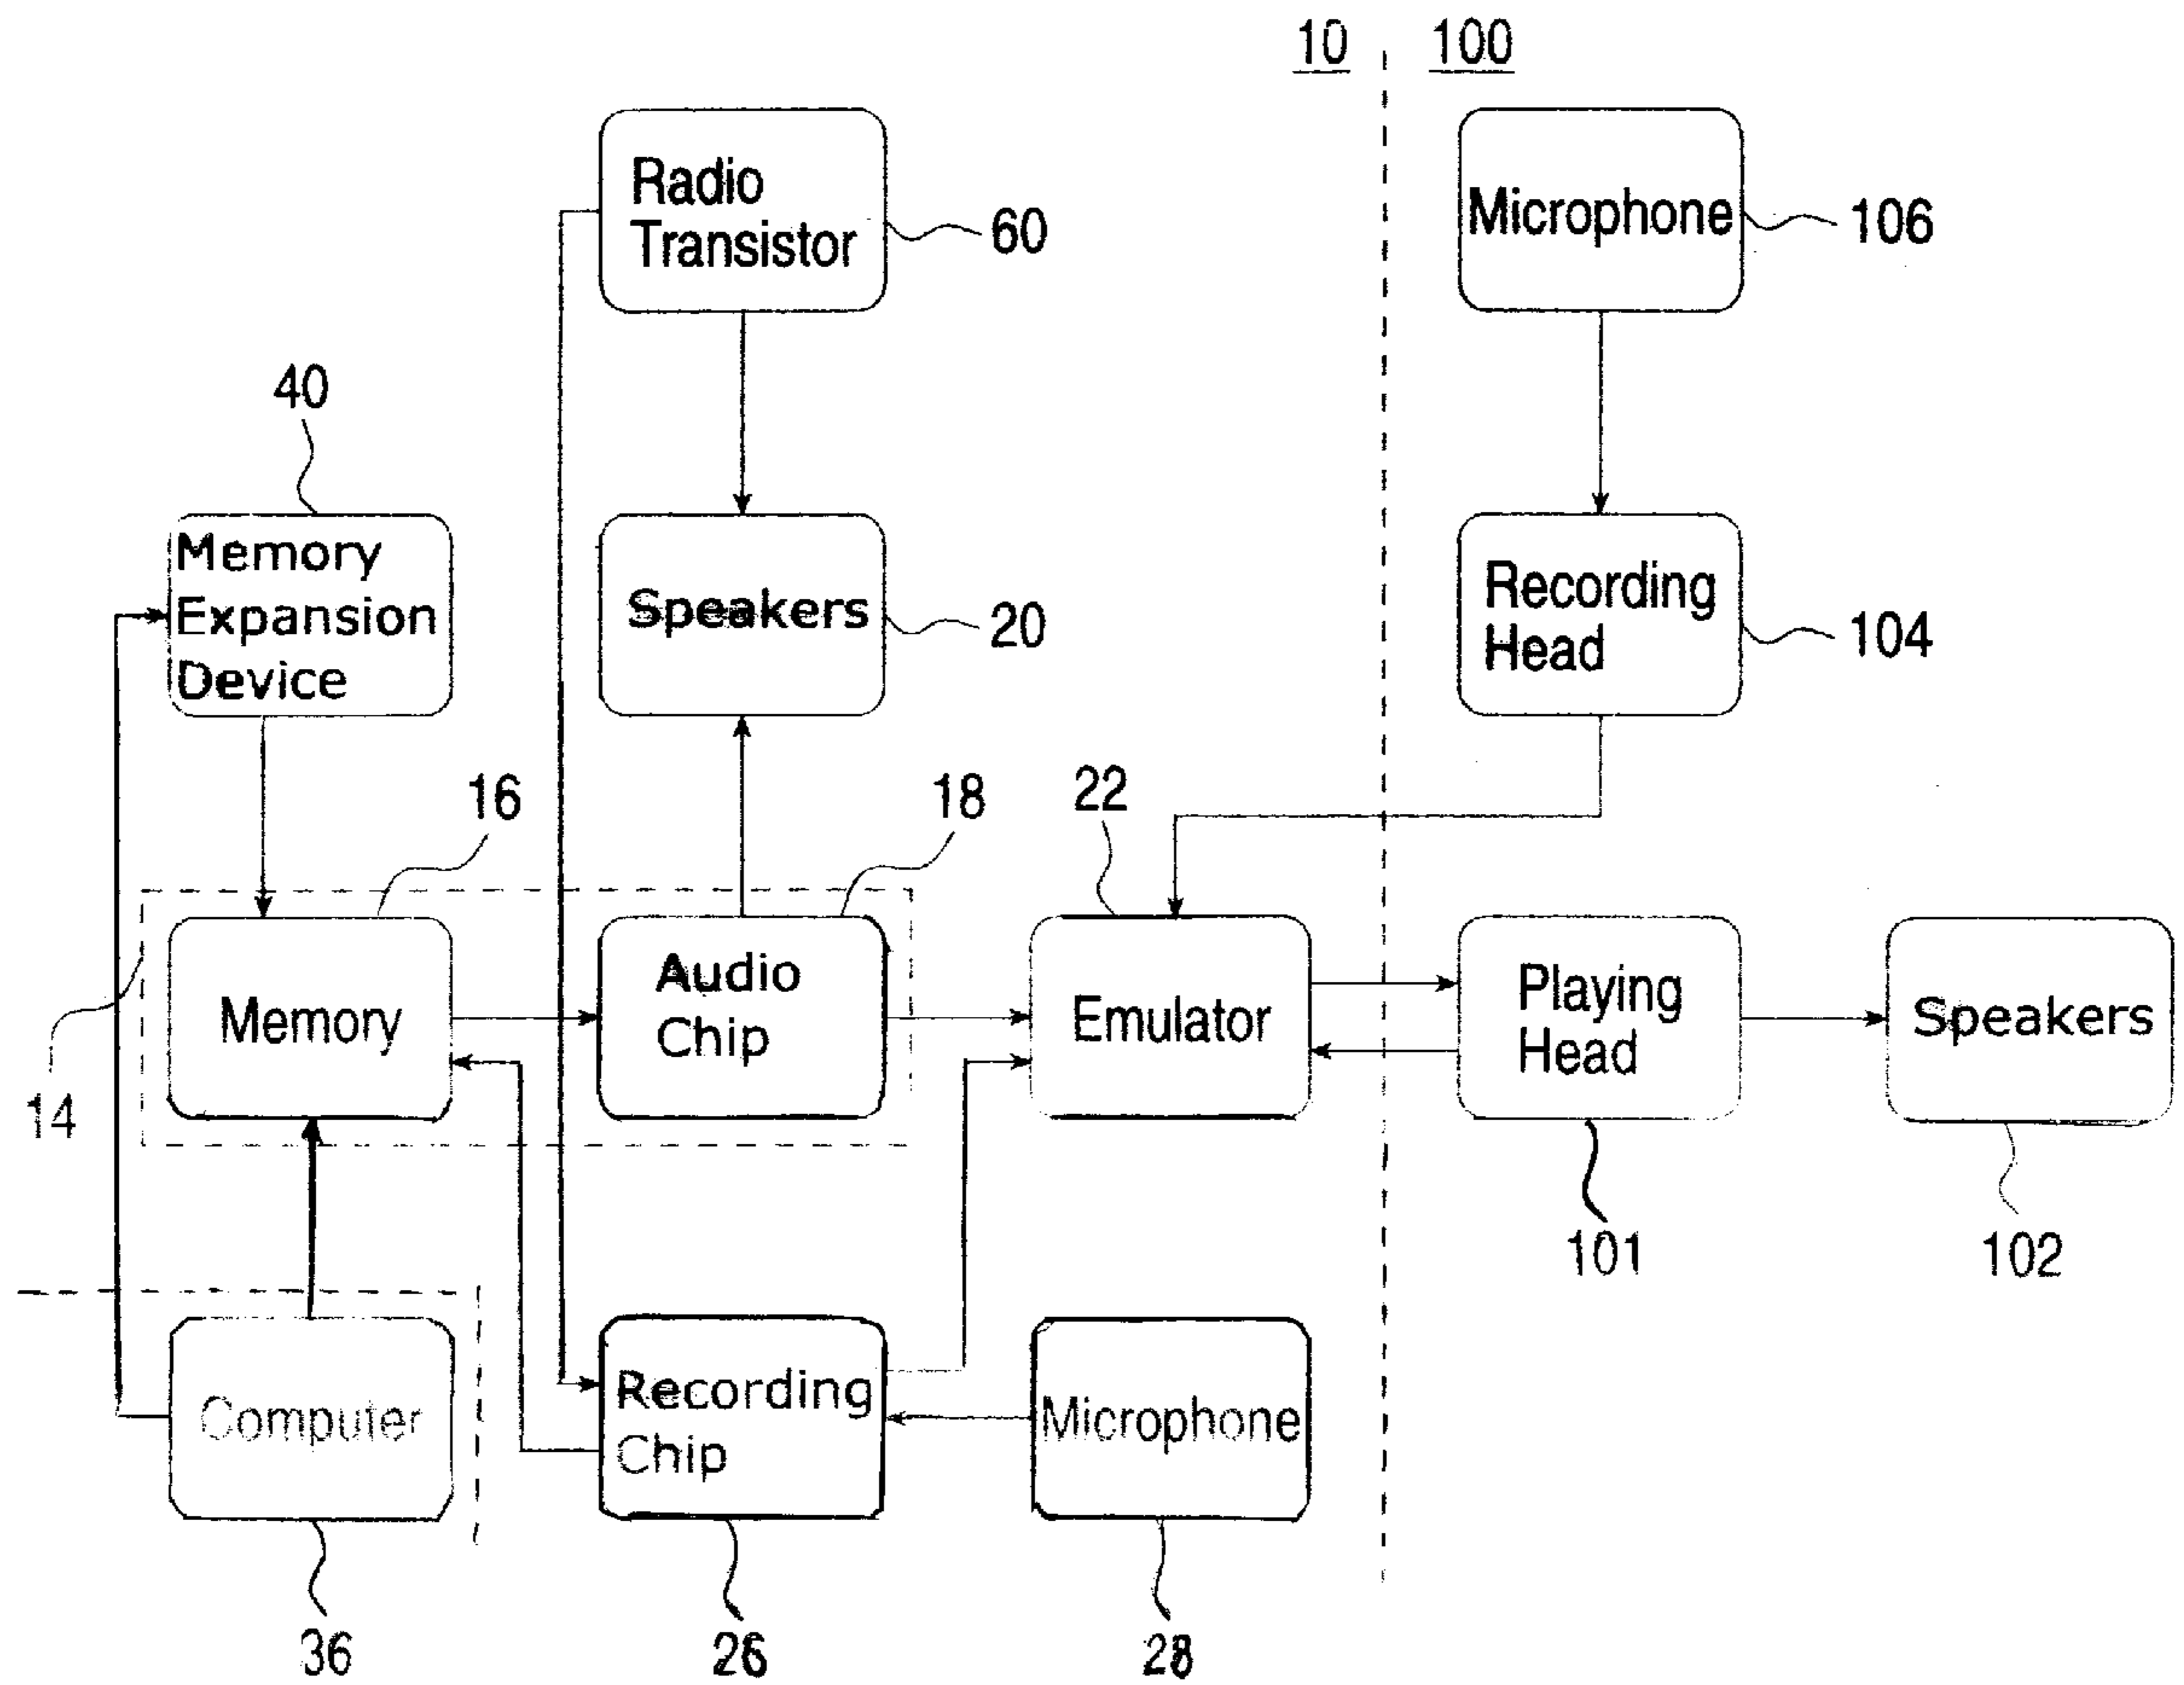 10
100
Radio
Transistor
60
Microphone
106
40
Memory
Expansion
Device
Speakers
20
Recording
Head
104
16
18
22
14
Memory
Audio
Chip
Emulator
Playing
Head
Speakers
101
102
Computer
Recording
Chip
Microphone
36
26
28